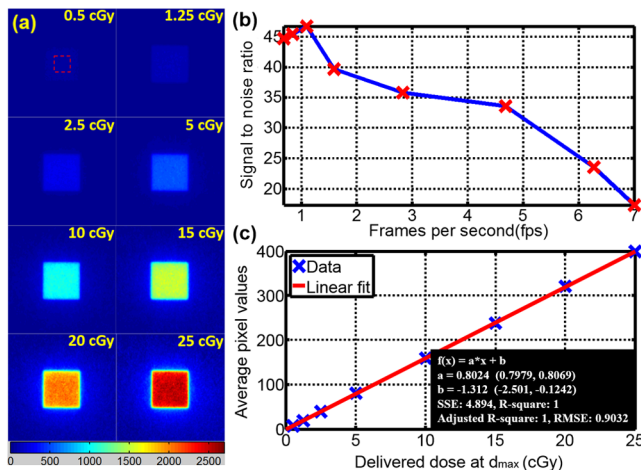 (a)
0.5 cGy
1.25 cGy
2.5 cGy
5 cGy
10 cGy
15 cGy
20 cGy
25 cGy
0 500 1000 1500 2000 2500
(b)
Signal to noise ratio
45
40
35
30
25
20
1 2 3 4 5 6 7
Frames per second(fps)
(c)
Average pixel values
400
300
200
100
0
Data
Linear fit
f(x) = a*x + b
a = 0.8024 (0.7979, 0.8069)
b = -1.312 (-2.501, -0.1242)
SSE: 4.894, R-square: 1
Adjusted R-square: 1, RMSE: 0.9032
0 5 10 15 20 25
Delivered dose at dmax (cGy)